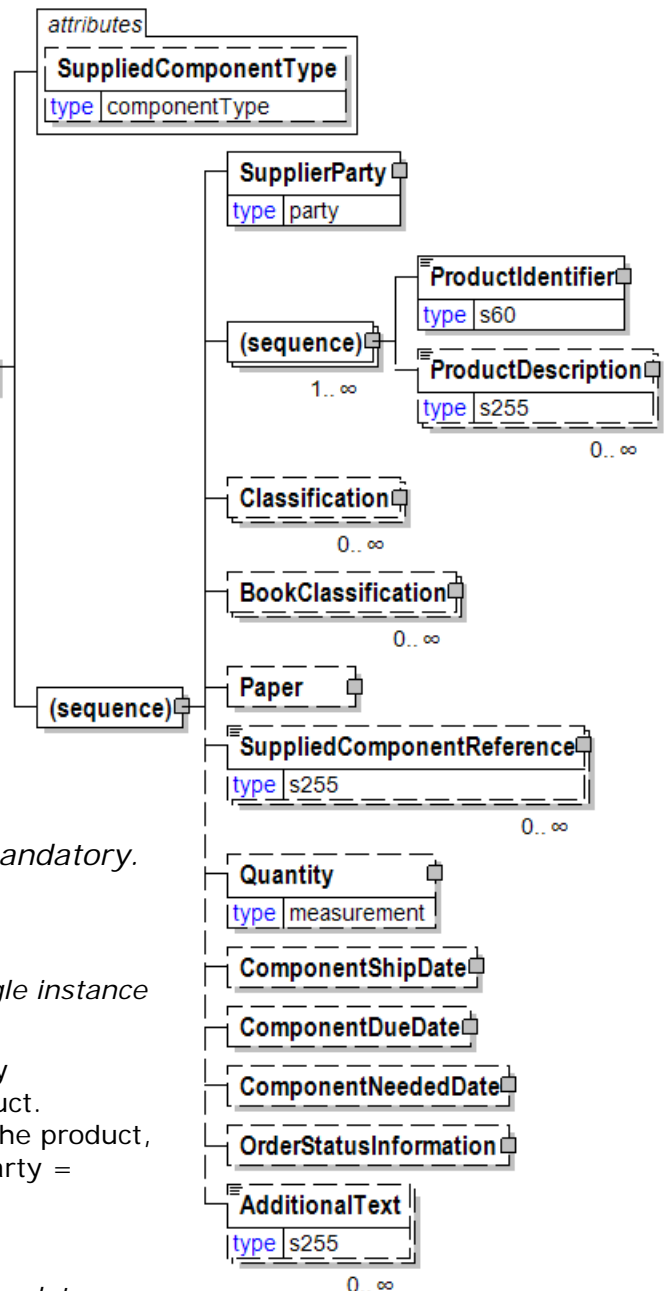 attributes
SuppliedComponentType
type componentType
SupplierParty
type party
ProductIdentifier
type s60
(sequence)
1.. ∞
ProductDescription
type s255
0.. ∞
Classification
0.. ∞
BookClassification
0.. ∞
Paper
(sequence)
SuppliedComponentReference
type s255
0.. ∞
andatory.
Quantity
type measurement
ComponentShipDate
gle instance
ComponentDueDate
y
uct.
ComponentNeededDate
he product,
OrderStatusInformation
arty =
AdditionalText
type s255
0.. ∞